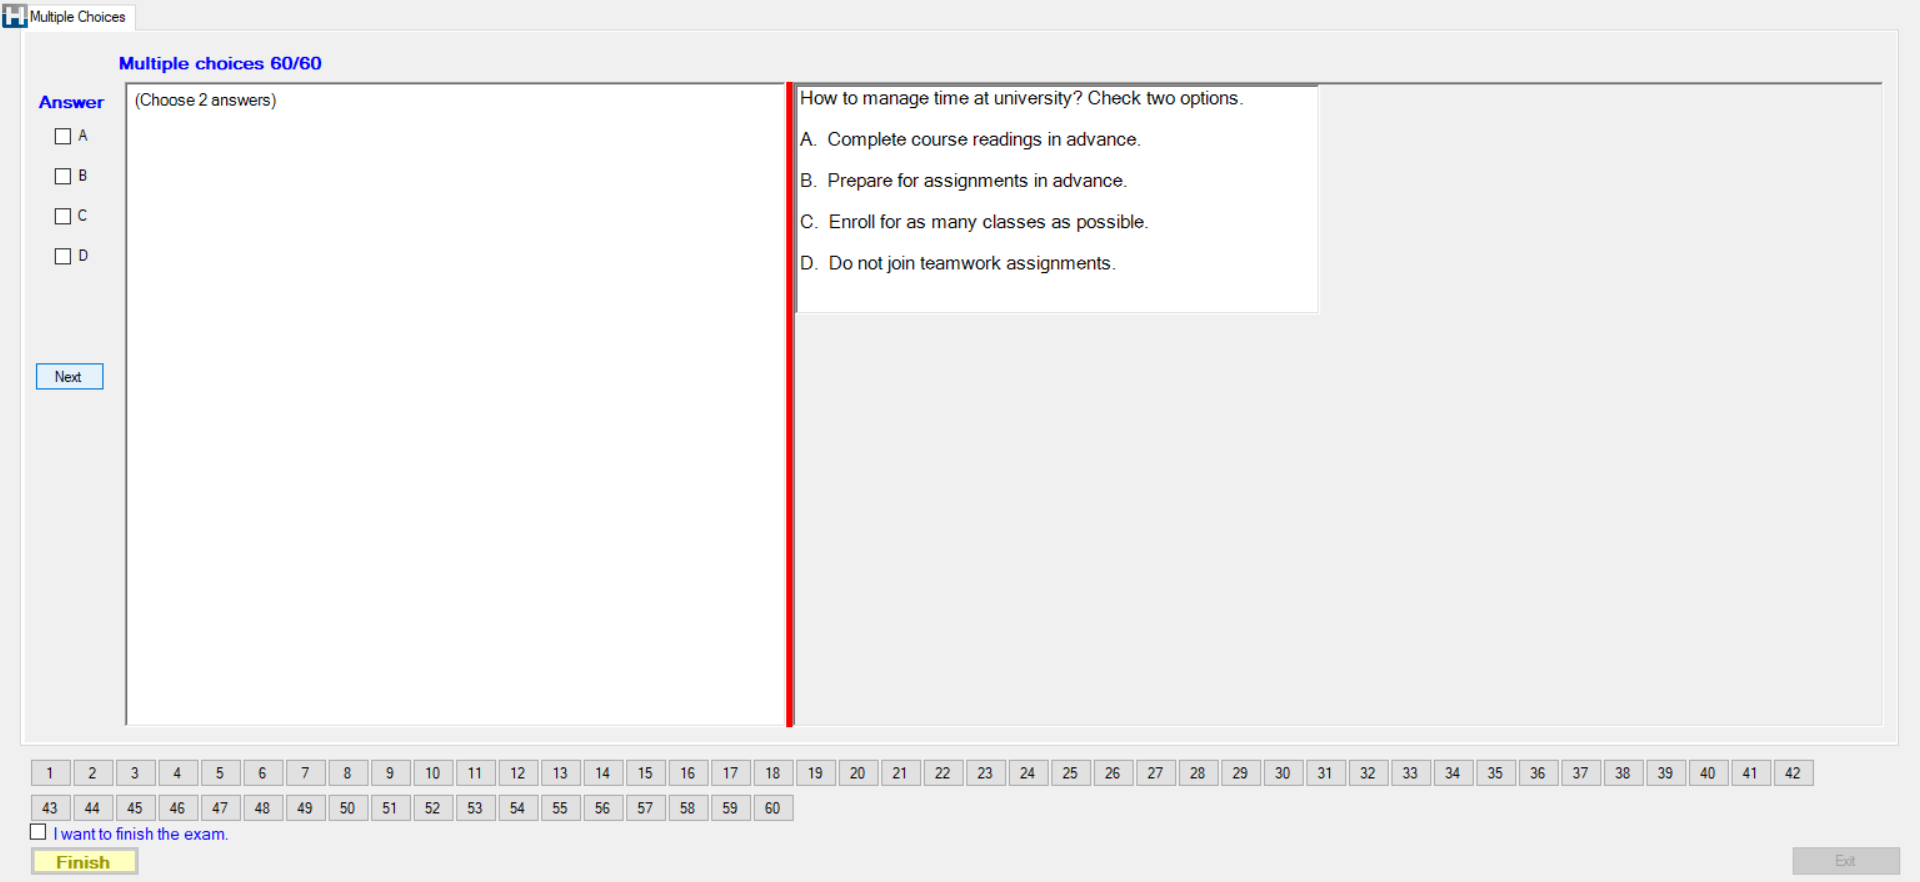 Multiple Choices
Multiple choices 60/60
Answer
A
B
C
D
Next
(Choose 2 answers)
How to manage time at university? Check two options.
A. Complete course readings in advance.
B. Prepare for assignments in advance.
C. Enroll for as many classes as possible.
D. Do not join teamwork assignments.
1 2 3 4 5 6 7 8 9 10 11 12 13 14 15 16 17 18 19 20 21 22 23 24 25 26 27 28 29 30 31 32 33 34 35 36 37 38 39 40 41 42
43 44 45 46 47 48 49 50 51 52 53 54 55 56 57 58 59 60
I want to finish the exam.
Finish
Exit